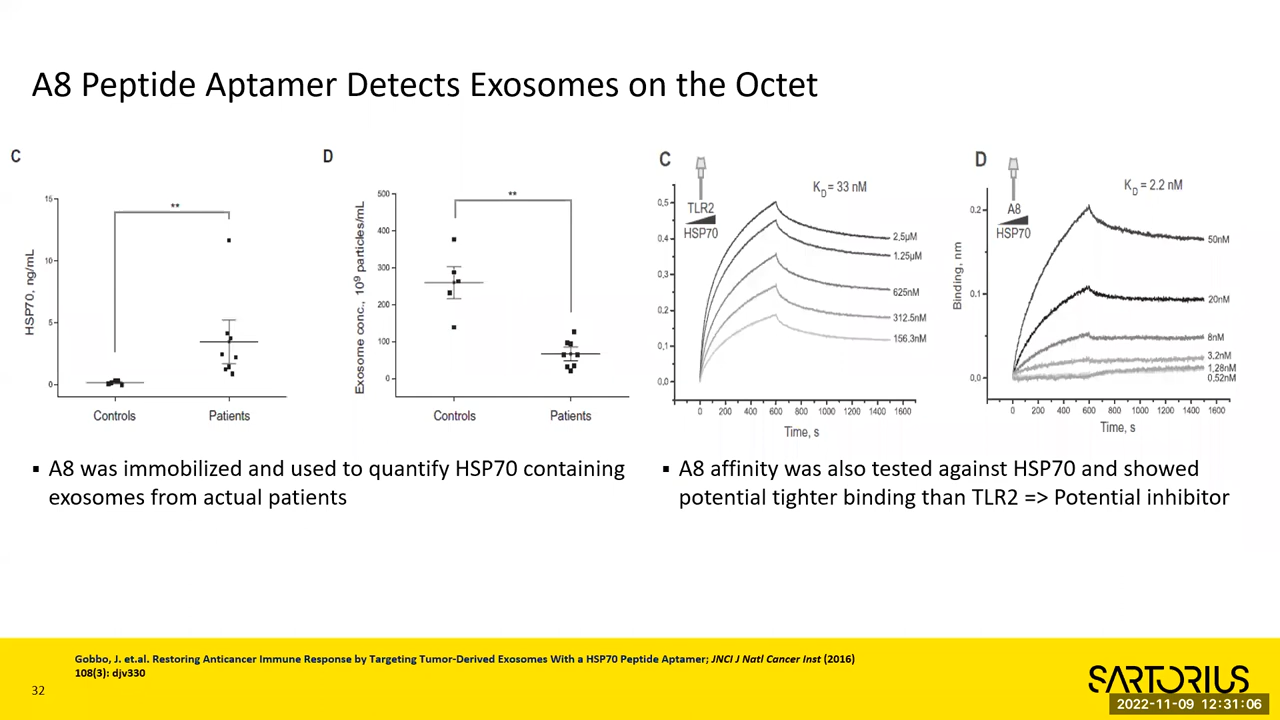 A8 Peptide Aptamer Detects Exosomes on the Octet
C
HSP70, ng/mL
15
10
5
0
**
Controls
Patients
D
Exosome conc., 10⁹ particles/mL
500
400
300
200
100
0
**
Controls
Patients
C
TLR2
HSP70
K_D = 33 nM
0,5
0,4
0,3
0,2
0,1
0,0
2,5µM
1.25µM
625nM
312.5nM
156,3nM
0 200 400 600 800 1000 1200 1400 1600
Time, s
D
A8
HSP70
K_D = 2.2 nM
Binding, nm
0.2
0.1
0,0
50nM
20nM
8nM
3.2nM
1,28nM
0,52nM
0 200 400 600 800 1000 1200 1400 1600
Time, s
▪ A8 was immobilized and used to quantify HSP70 containing
exosomes from actual patients
▪ A8 affinity was also tested against HSP70 and showed
potential tighter binding than TLR2 => Potential inhibitor
Gobbo, J. et.al. Restoring Anticancer Immune Response by Targeting Tumor-Derived Exosomes With a HSP70 Peptide Aptamer; JNCI J Natl Cancer Inst (2016)
108(3): djv330
32
SARTORIUS
2022-11-09 12:31:06